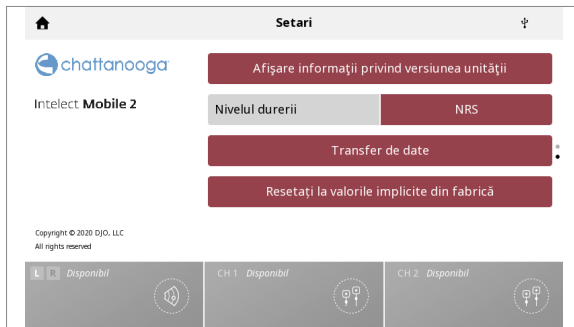 Setari
chattanooga
Afişare informaţii privind versiunea unităţii
Intelect Mobile 2
Nivelul durerii NRS
Transfer de date
Resetați la valorile implicite din fabrică
Copyright © 2020 DJO, LLC
All rights reserved
L R Disponibil CH 1 Disponibil CH 2 Disponibil